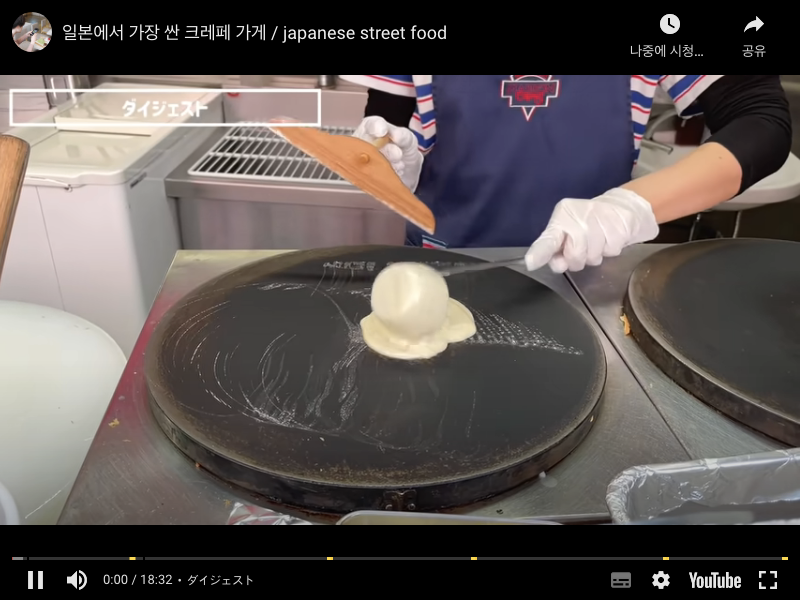 일본에서 가장 싼 크레페 가게 / japanese street food
나중에 시청...
공유
ダイジェスト
0:00 / 18:32 • ダイジェスト
YouTube